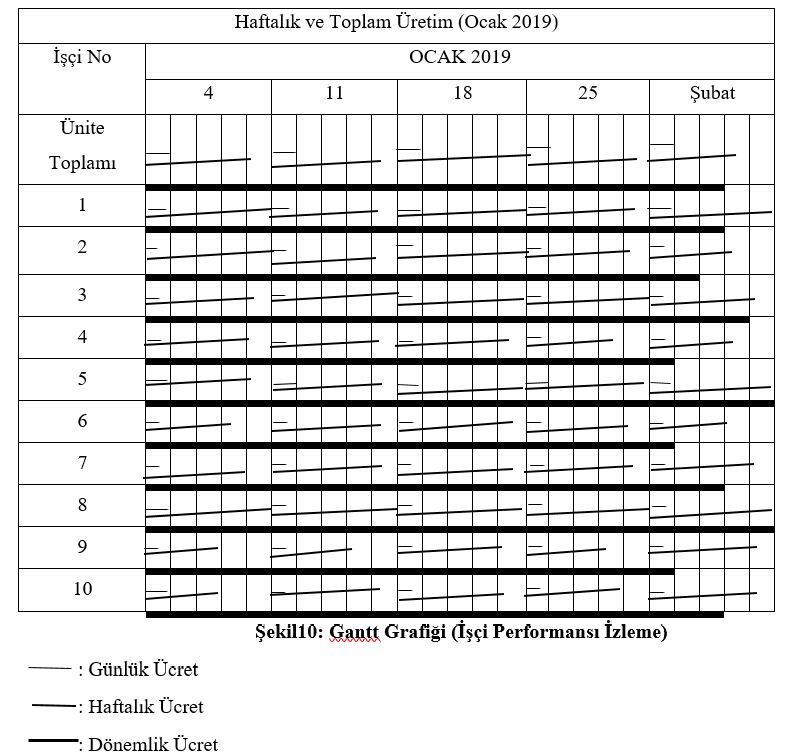 Haftalık ve Toplam Üretim (Ocak 2019)
İşçi No
OCAK 2019
4
11
18
25
Şubat
Ünite
Toplamı
1
2
3
4
5
6
7
8
9
10
Şekil10: Gantt Grafiği (İşçi Performansı İzleme)
: Günlük Ücret
: Haftalık Ücret
: Dönemlik Ücret